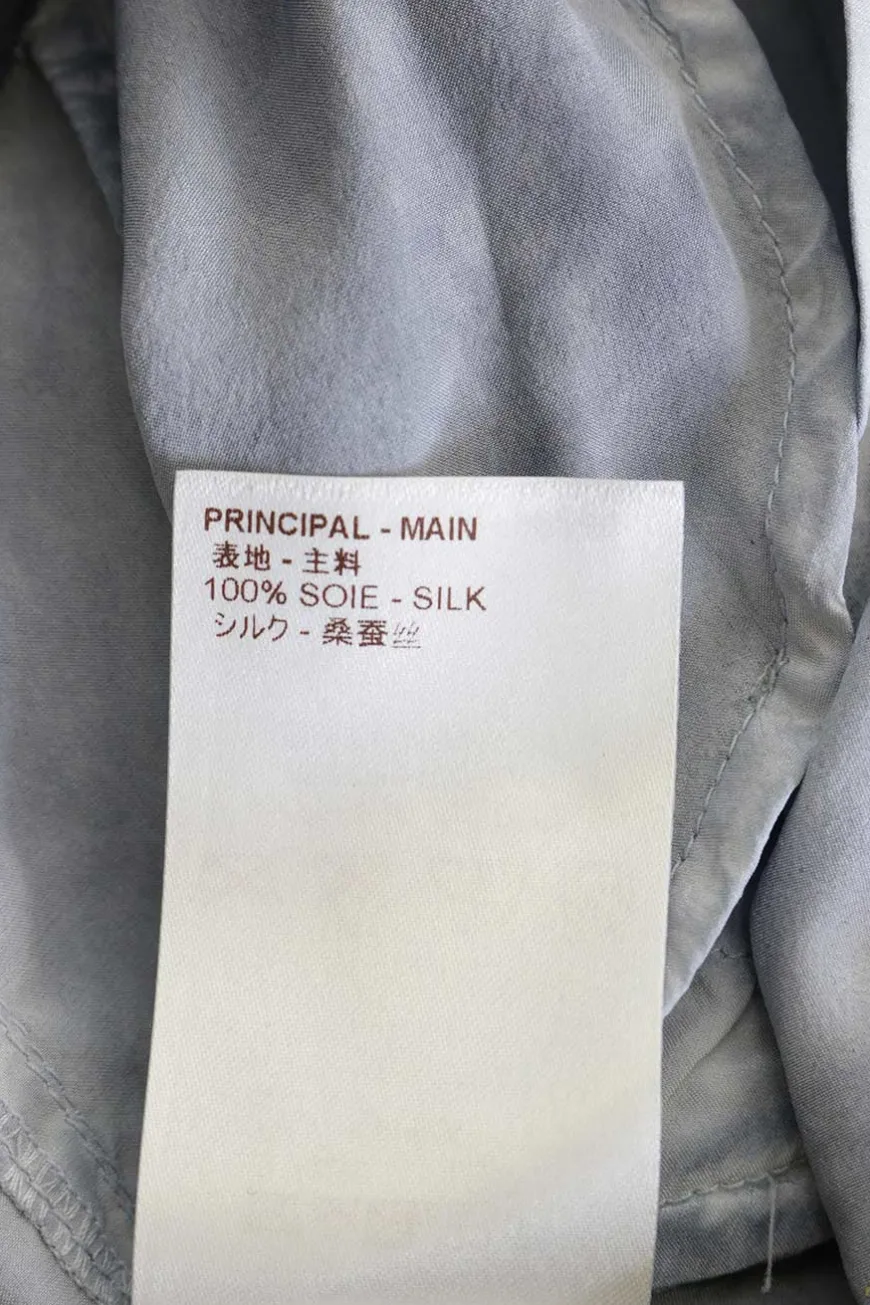 PRINCIPAL - MAIN
表地 - 主料
100% SOIE - SILK
シルク - 桑蚕丝